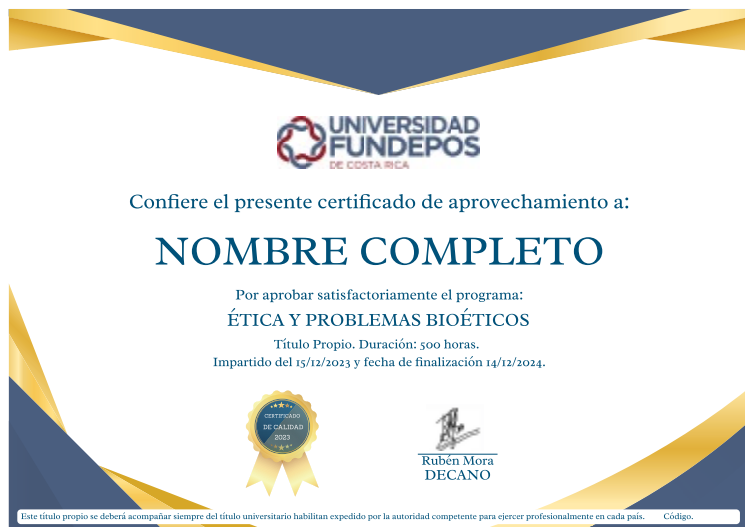 UNIVERSIDAD
FUNDEPOS
DE COSTA RICA
Confiere el presente certificado de aprovechamiento a:
NOMBRE COMPLETO
Por aprobar satisfactoriamente el programa:
ÉTICA Y PROBLEMAS BIOÉTICOS
Título Propio. Duración: 500 horas.
Impartido del 15/12/2023 y fecha de finalización 14/12/2024.
CERTIFICADO
DE CALIDAD
2023
Rubén Mora
DECANO
Este título propio se deberá acompañar siempre del título universitario habilitan expedido por la autoridad competente para ejercer profesionalmente en cada país. Código.